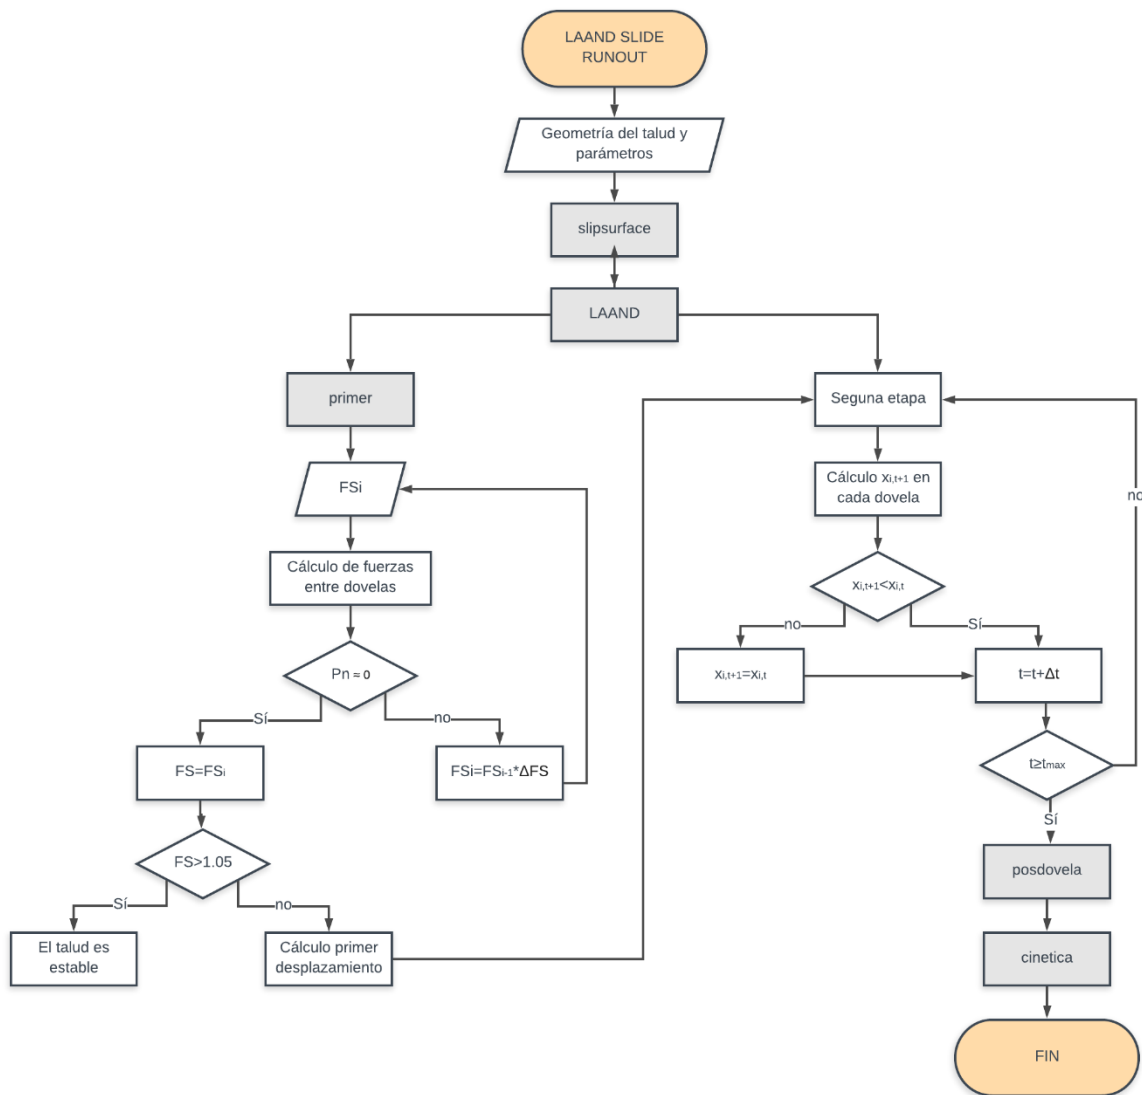 LAAND SLIDE
RUNOUT
Geometría del talud y
parámetros
slipsurface
LAAND
primer
FSi
Cálculo de fuerzas
entre dovelas
Pn ≈ 0
Sí
no
FS=FSi
FSi=FSi-1*ΔFS
FS>1.05
Sí
no
El talud es
estable
Cálculo primer
desplazamiento
Seguna etapa
Cálculo xi,t+1 en
cada dovela
xi,t+1<xi,t
no
Sí
xi,t+1=xi,t
t=t+Δt
t≥tmax
no
Sí
posdovela
cinetica
FIN